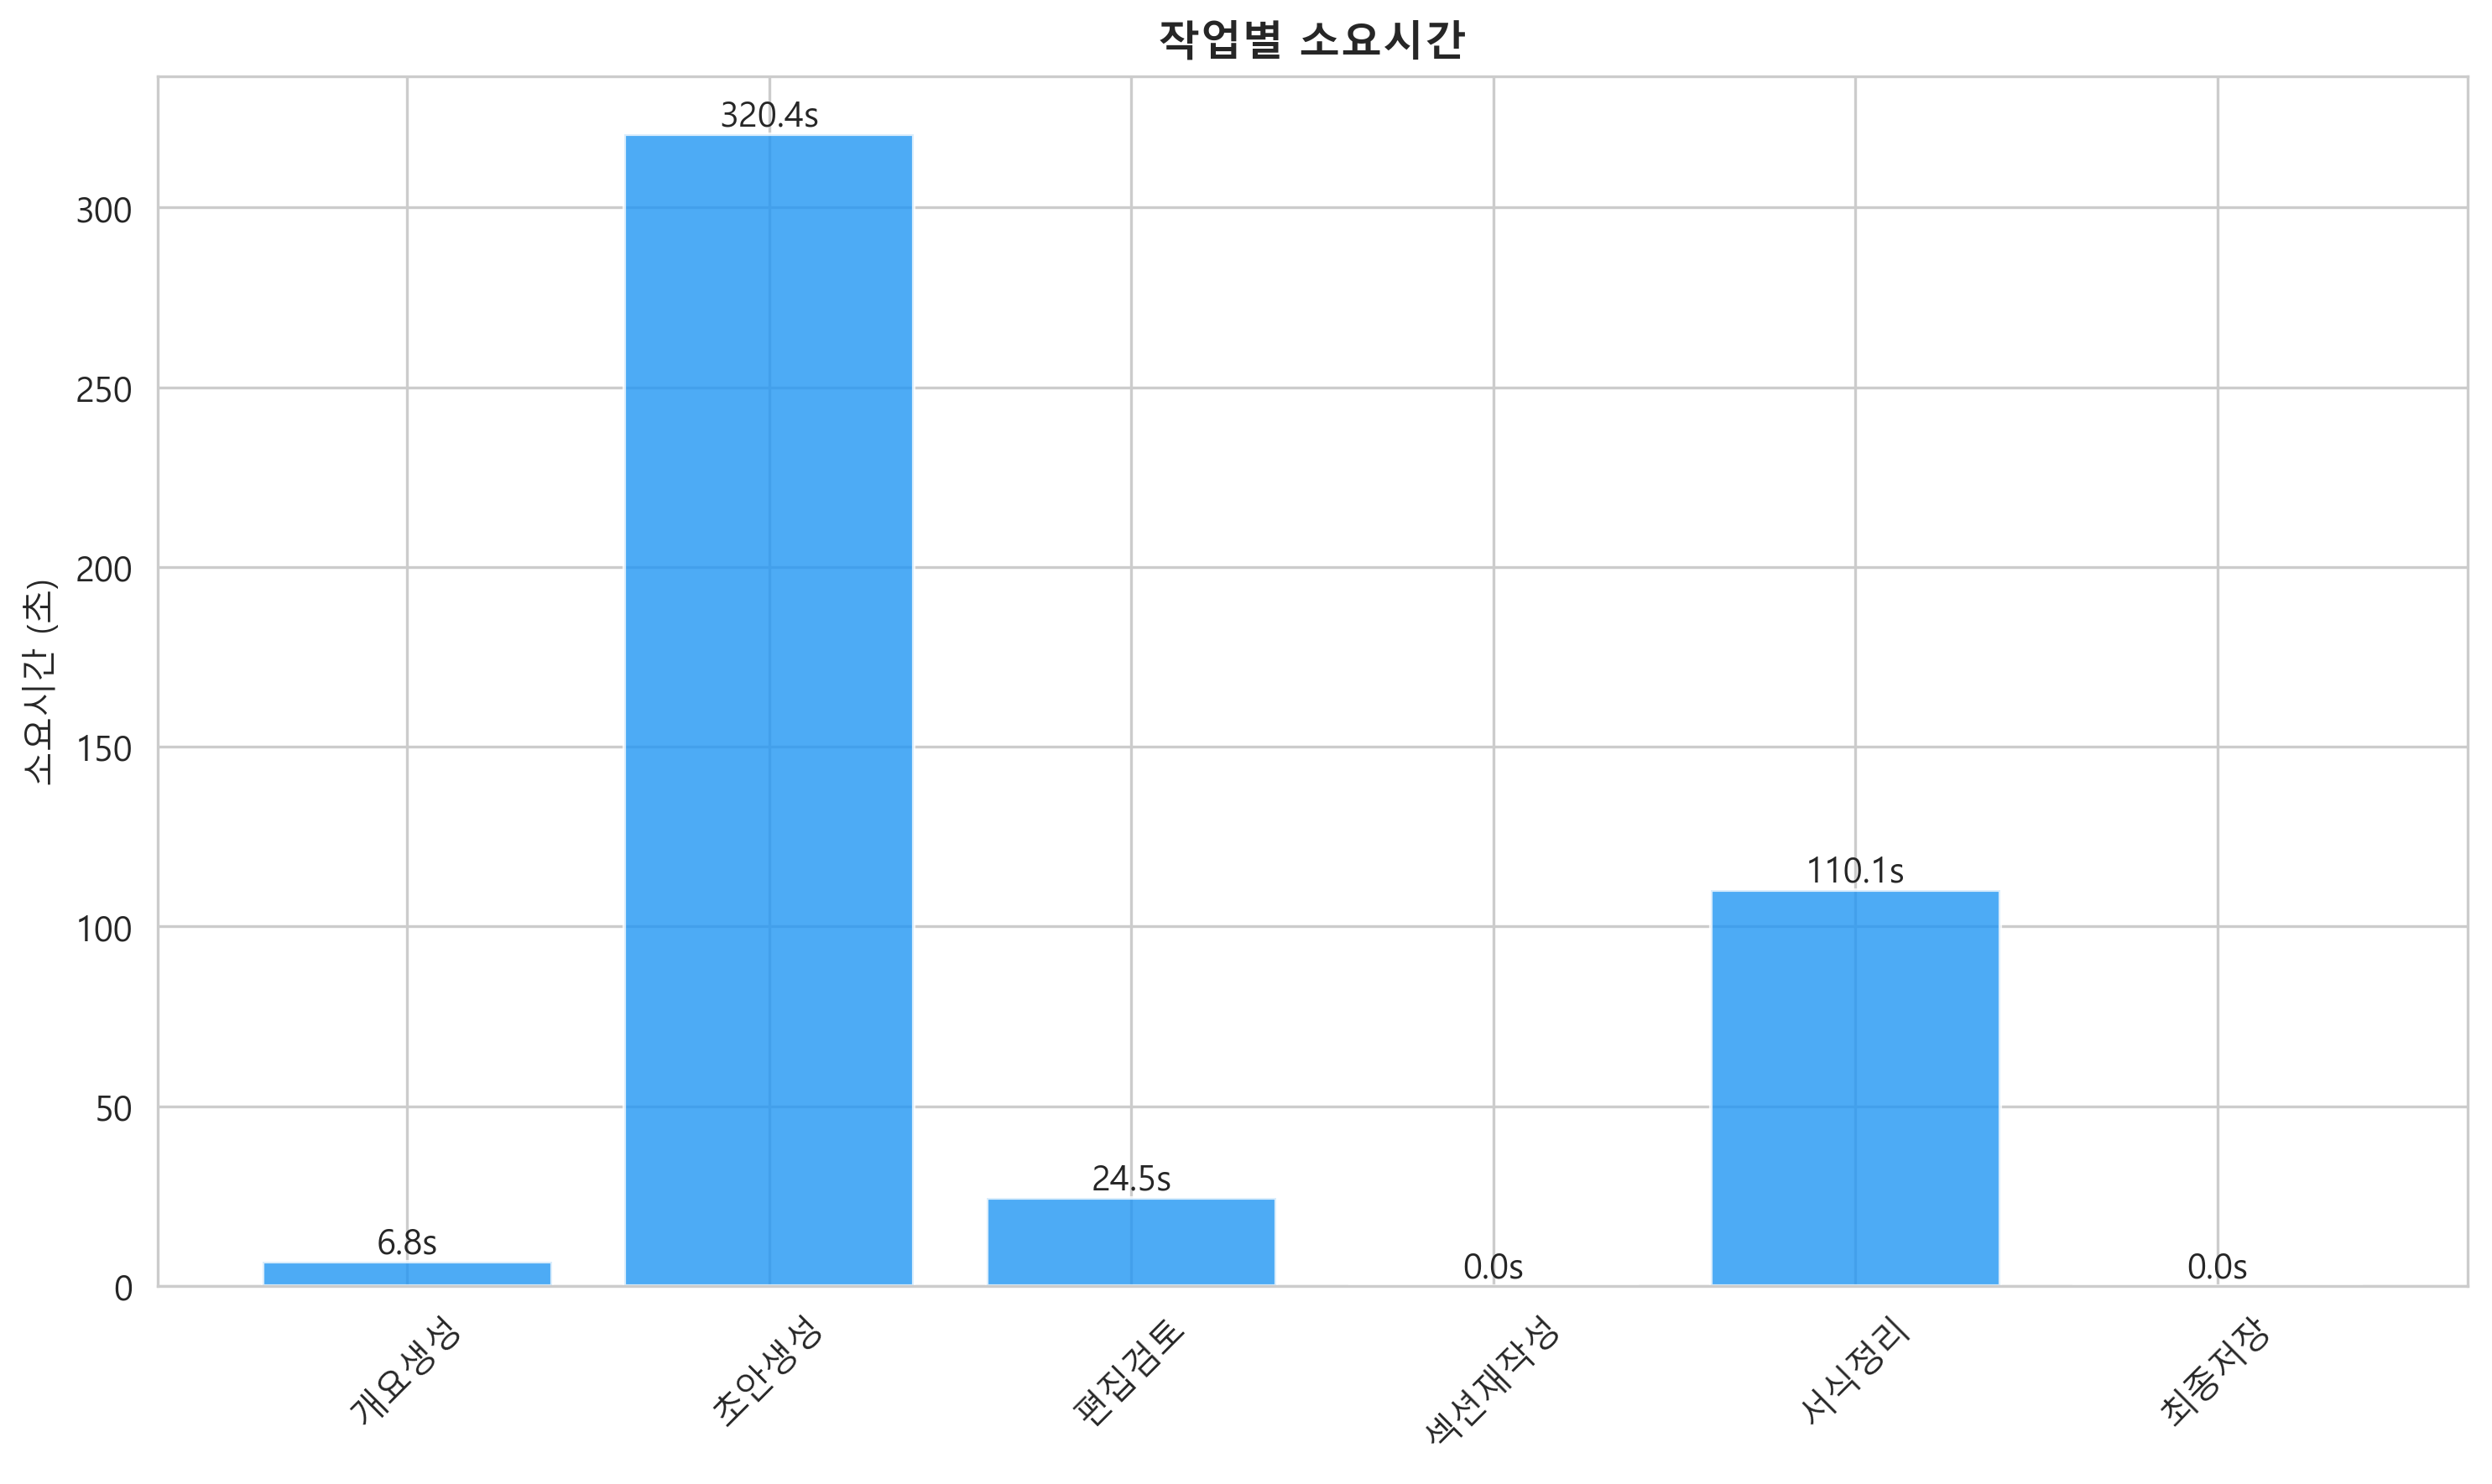 작업별 소요시간
소요시간 (초)
300
250
200
150
100
50
0
6.8s
320.4s
24.5s
0.0s
110.1s
0.0s
개요생성
초안생성
편집검토
섹션재작성
서식정리
최종저장